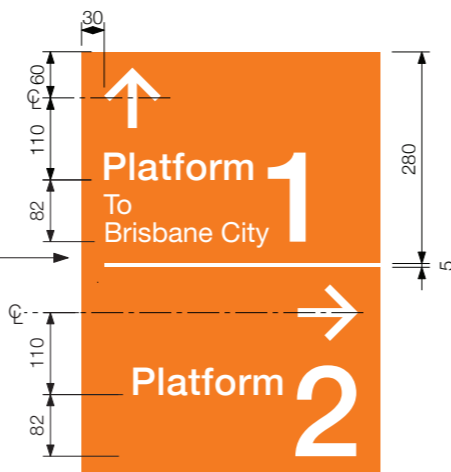 30
60
110
82
280
5
℄
Platform 1
To
Brisbane City
℄
110
82
Platform 2